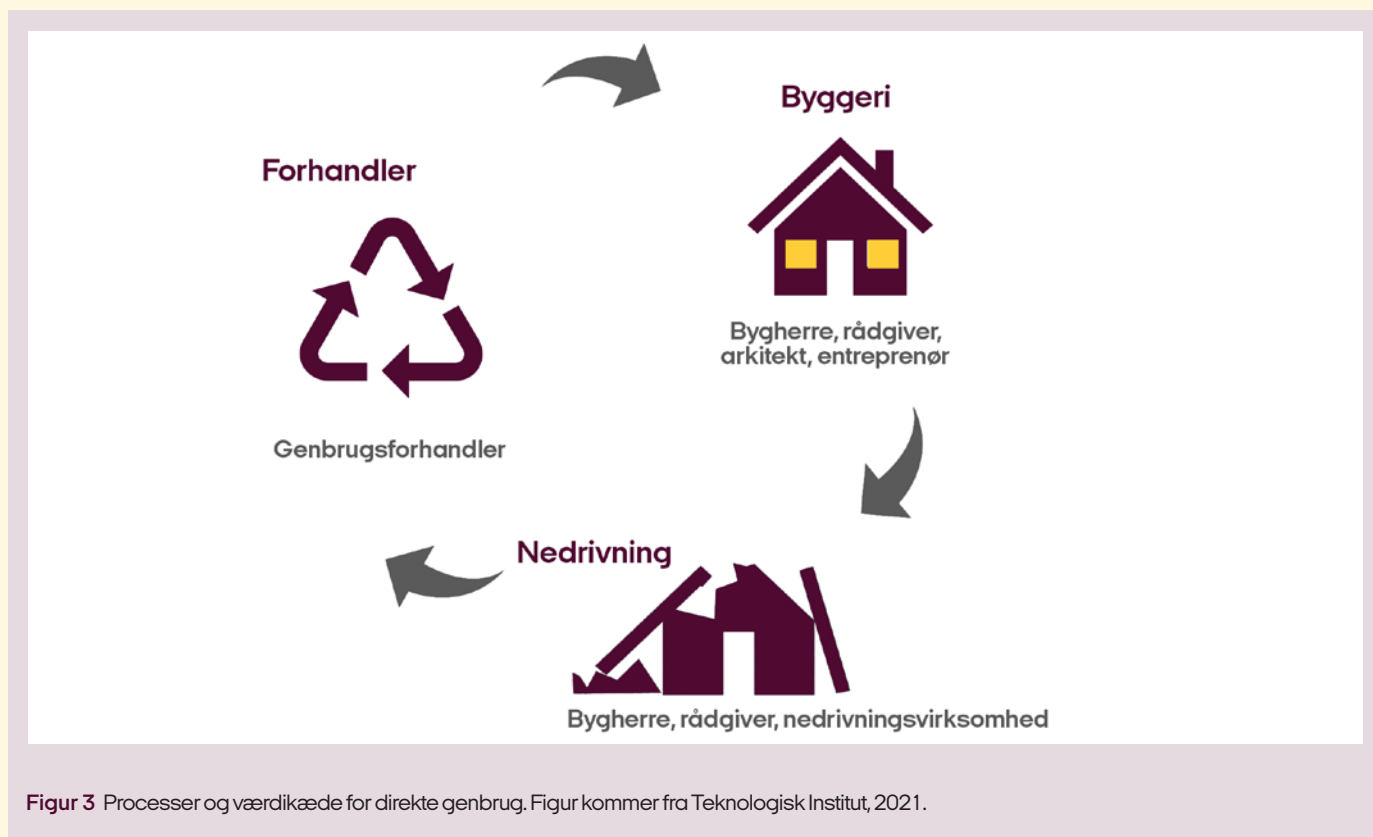 Byggeri
Forhandler
Bygherre, rådgiver,
arkitekt, entreprenør
Genbrugsforhandler
Nedrivning
Bygherre, rådgiver, nedrivningsvirksomhed
Figur 3 Processer og værdikæde for direkte genbrug. Figur kommer fra Teknologisk Institut, 2021.